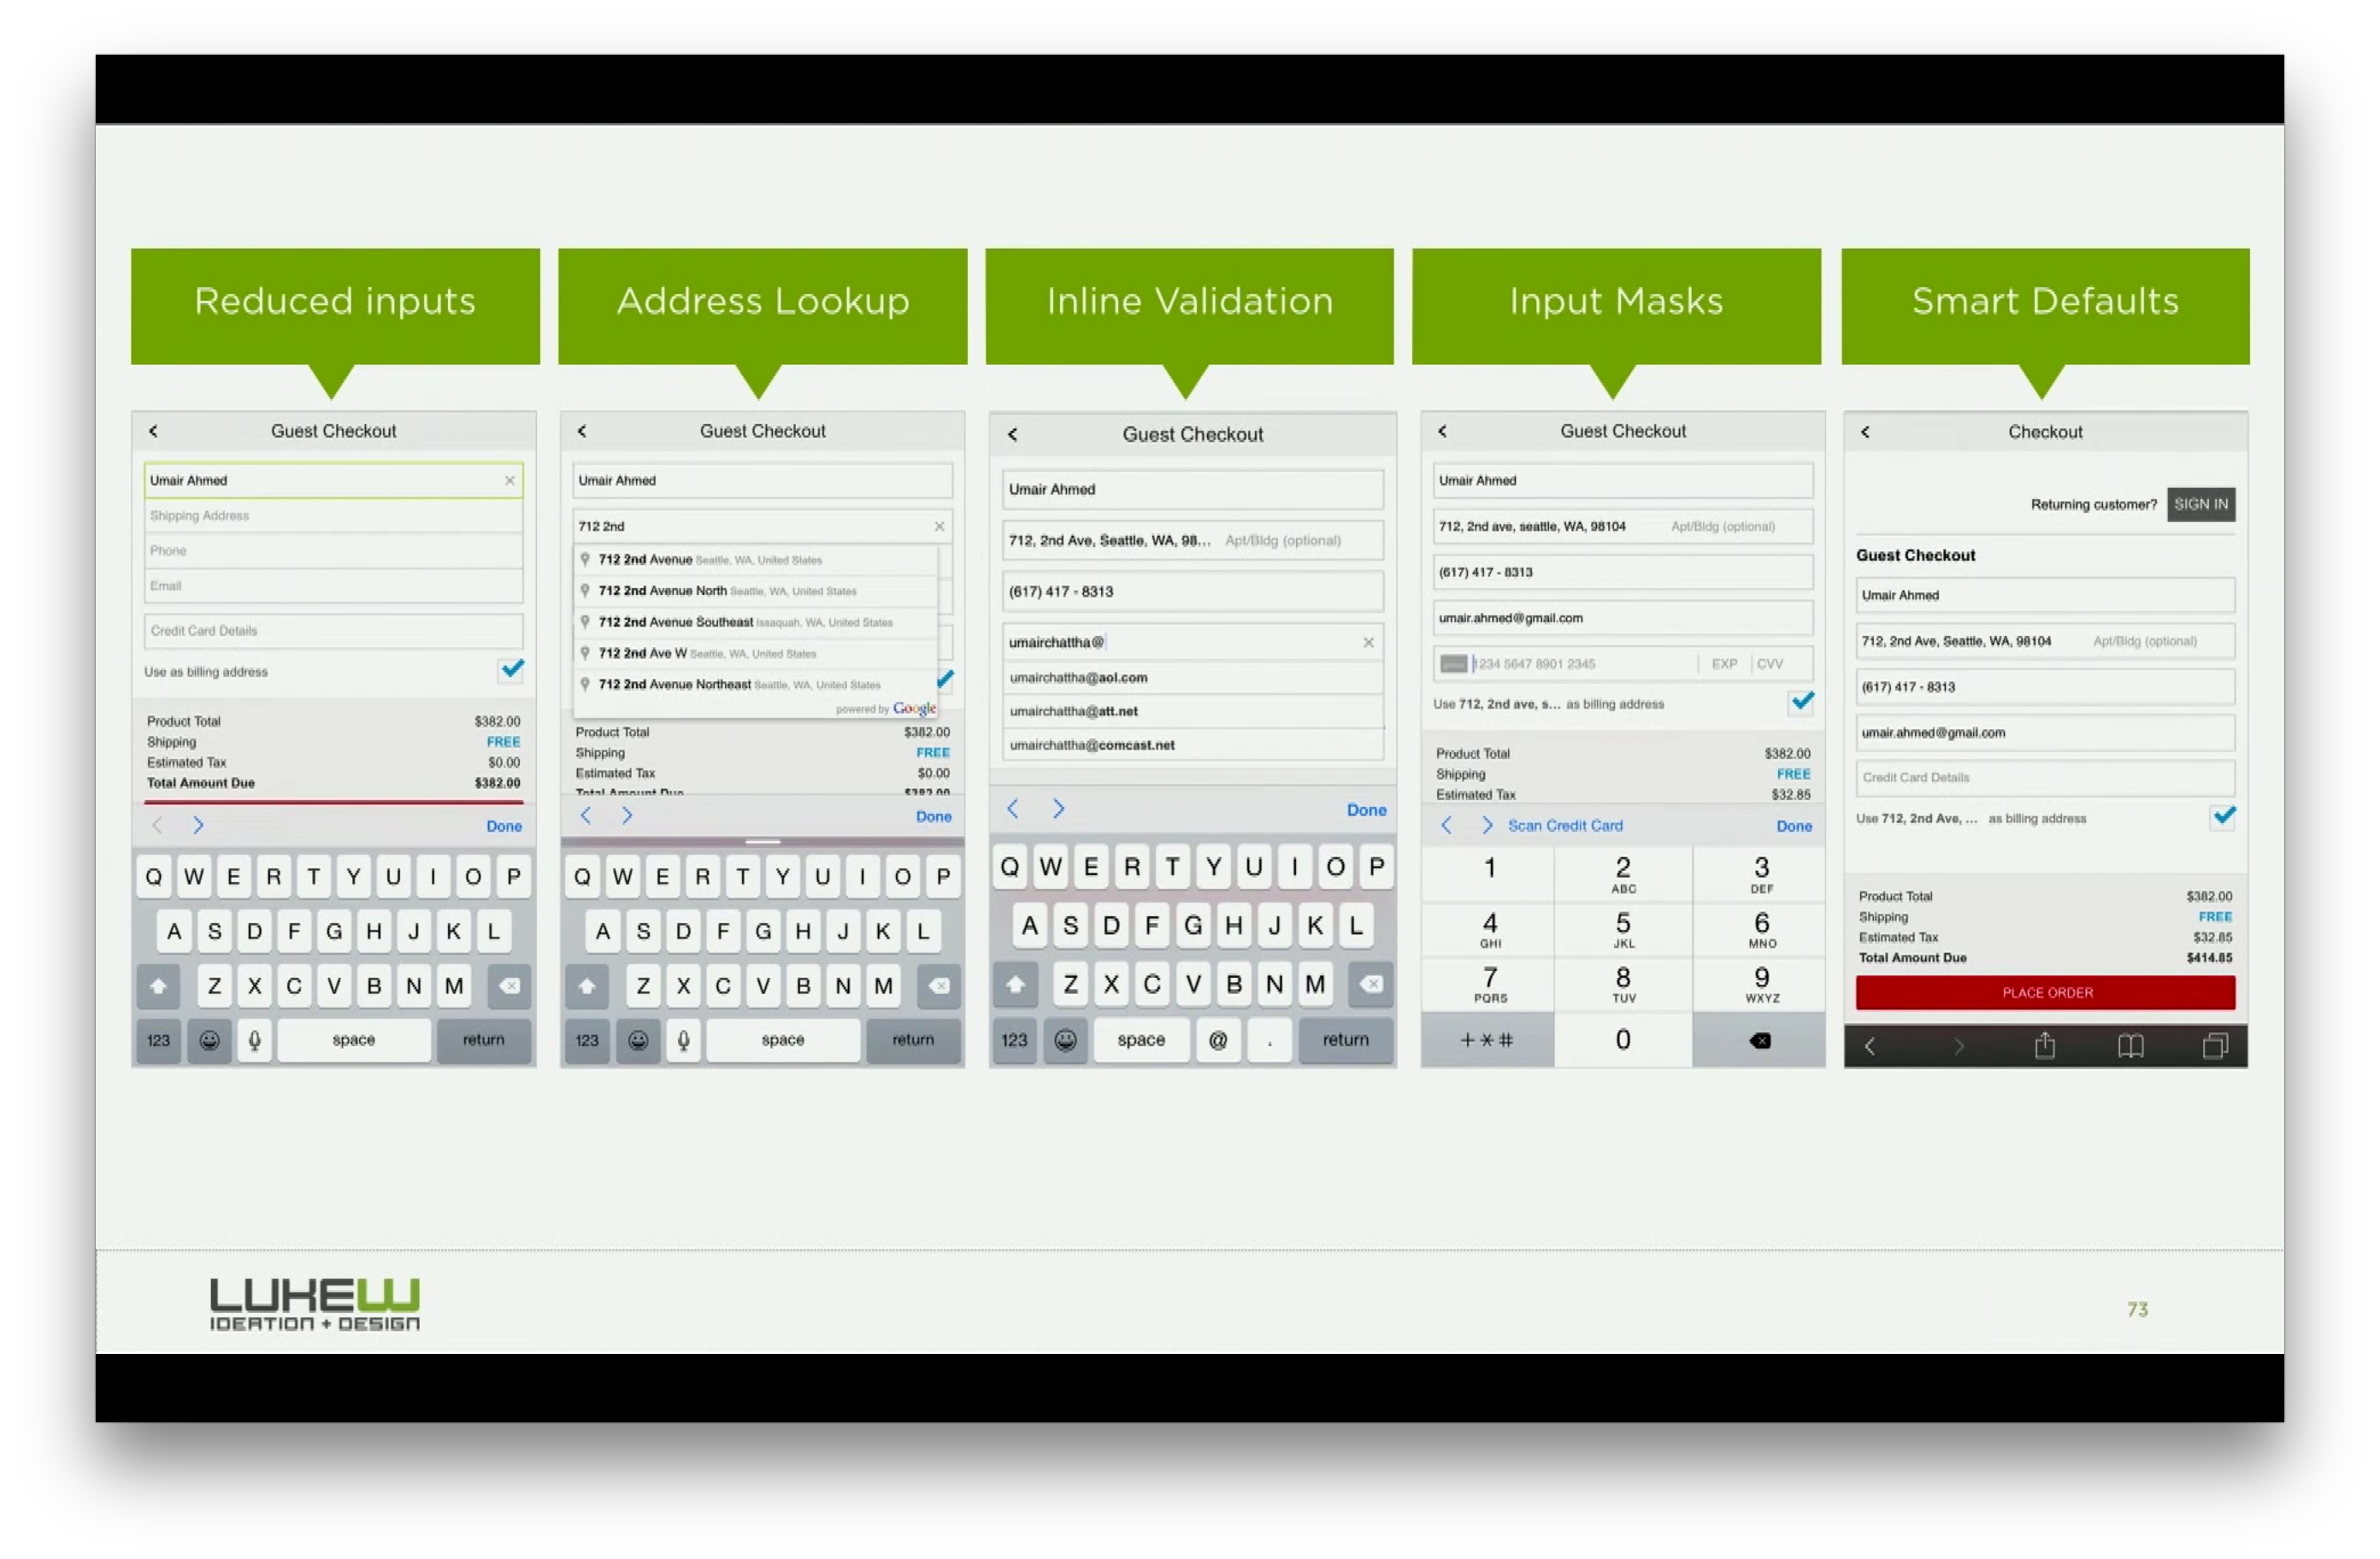 Reduced inputs
Address Lookup
Inline Validation
Input Masks
Smart Defaults
Guest Checkout
Umair Ahmed
Shipping Address
Phone
Email
Credit Card Details
Use as billing address
Product Total $382.00
Shipping FREE
Estimated Tax $0.00
Total Amount Due $382.00
Done
Q W E R T Y U I O P
A S D F G H J K L
Z X C V B N M
123 space return
Guest Checkout
Umair Ahmed
712 2nd
712 2nd Avenue Seattle, WA, United States
712 2nd Avenue North Seattle, WA, United States
712 2nd Avenue Southeast Issaquah, WA, United States
712 2nd Ave W Seattle, WA, United States
712 2nd Avenue Northeast Seattle, WA, United States
powered by Google
Product Total $382.00
Shipping FREE
Estimated Tax $0.00
Total Amount Due $382.00
Done
Q W E R T Y U I O P
A S D F G H J K L
Z X C V B N M
123 space return
Guest Checkout
Umair Ahmed
712, 2nd Ave, Seattle, WA, 98... Apt/Bldg (optional)
(617) 417 - 8313
umairchattha@
umairchattha@aol.com
umairchattha@att.net
umairchattha@comcast.net
Done
Q W E R T Y U I O P
A S D F G H J K L
Z X C V B N M
123 space @ . return
Guest Checkout
Umair Ahmed
712, 2nd ave, seattle, WA, 98104 Apt/Bldg (optional)
(617) 417 - 8313
umair.ahmed@gmail.com
1234 5647 8901 2345 EXP CVV
Use 712, 2nd ave, s... as billing address
Product Total $382.00
Shipping FREE
Estimated Tax $32.85
Scan Credit Card Done
1 2 3
ABC DEF
4 5 6
GHI JKL MNO
7 8 9
PQRS TUV WXYZ
+*# 0
Checkout
Returning customer? SIGN IN
Guest Checkout
Umair Ahmed
712, 2nd Ave, Seattle, WA, 98104 Apt/Bldg (optional)
(617) 417 - 8313
umair.ahmed@gmail.com
Credit Card Details
Use 712, 2nd Ave, ... as billing address
Product Total $382.00
Shipping FREE
Estimated Tax $32.85
Total Amount Due $414.85
PLACE ORDER
LUKEW
IDEATION + DESIGN
73